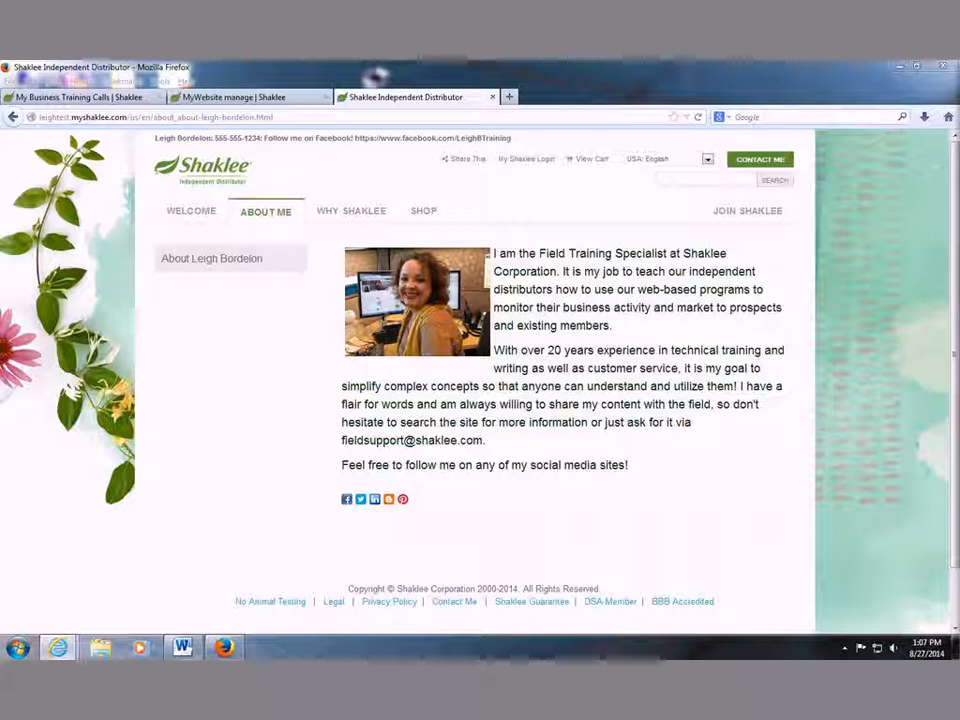 Shaklee Independent Distributor - Mozilla Firefox
My Business Training Calls | Shaklee
MyWebsite manage | Shaklee
Shaklee Independent Distributor
leightest.myshaklee.com/us/en/about_about-leigh-bordelon.html
Google
Leigh Bordelon: 555-555-1234: Follow me on Facebook! https://www.facebook.com/LeighBTraining
Shaklee
Independent Distributor
Share This
My Shaklee Login
View Cart
USA: English
CONTACT ME
SEARCH
WELCOME
ABOUT ME
WHY SHAKLEE
SHOP
JOIN SHAKLEE
About Leigh Bordelon
I am the Field Training Specialist at Shaklee
Corporation. It is my job to teach our independent
distributors how to use our web-based programs to
monitor their business activity and market to prospects
and existing members.
With over 20 years experience in technical training and
writing as well as customer service, it is my goal to
simplify complex concepts so that anyone can understand and utilize them! I have a
flair for words and am always willing to share my content with the field, so don't
hesitate to search the site for more information or just ask for it via
fieldsupport@shaklee.com.
Feel free to follow me on any of my social media sites!
Copyright © Shaklee Corporation 2000-2014. All Rights Reserved.
No Animal Testing | Legal | Privacy Policy | Contact Me | Shaklee Guarantee | DSA Member | BBB Accredited
1:07 PM
8/27/2014